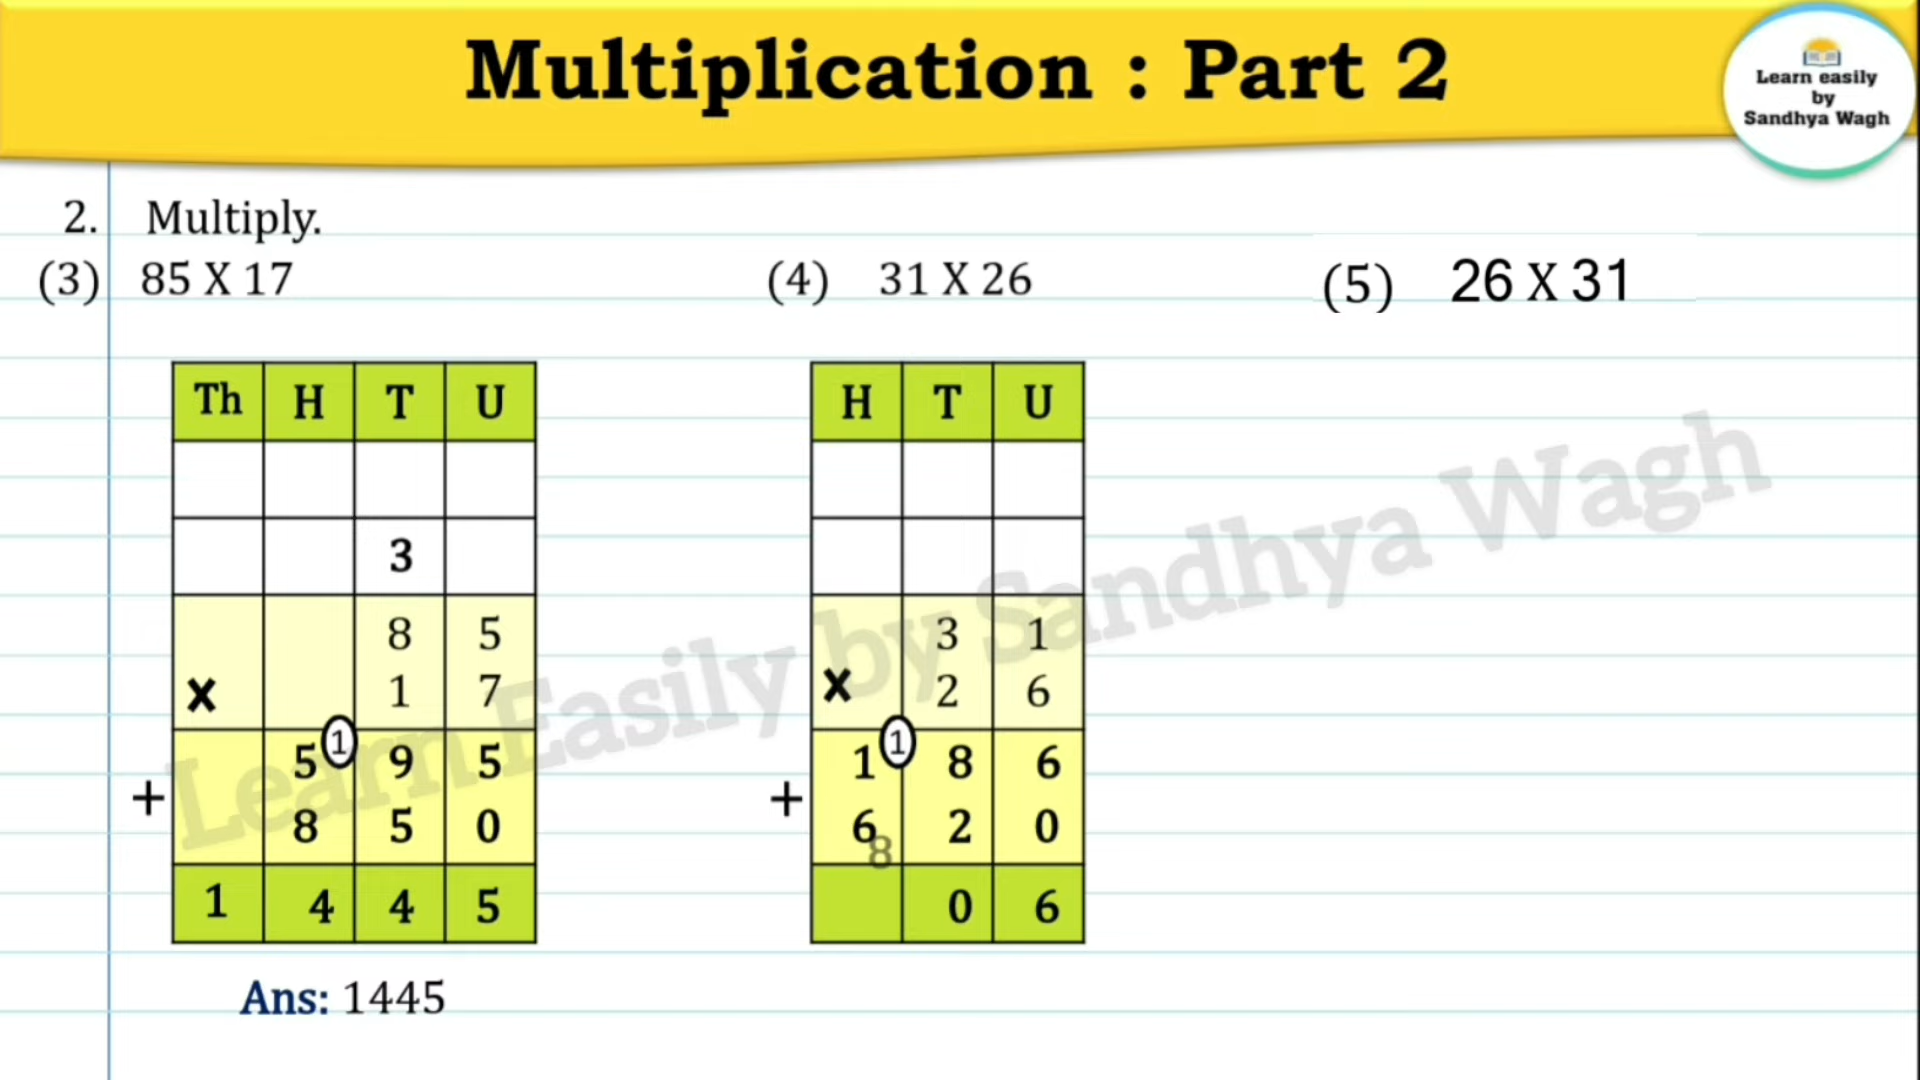 Multiplication : Part 2
Learn easily
by
Sandhya Wagh
2. Multiply.
(3) 85 X 17
(4) 31 X 26
(5) 26 X 31
Th H T U
3
8 5
x 1 7
1
5 9 5
+ 8 5 0
1 4 4 5
Ans: 1445
H T U
3 1
x 2 6
1
1 8 6
+ 6 2 0
8
0 6
Learn Easily by Sandhya Wagh